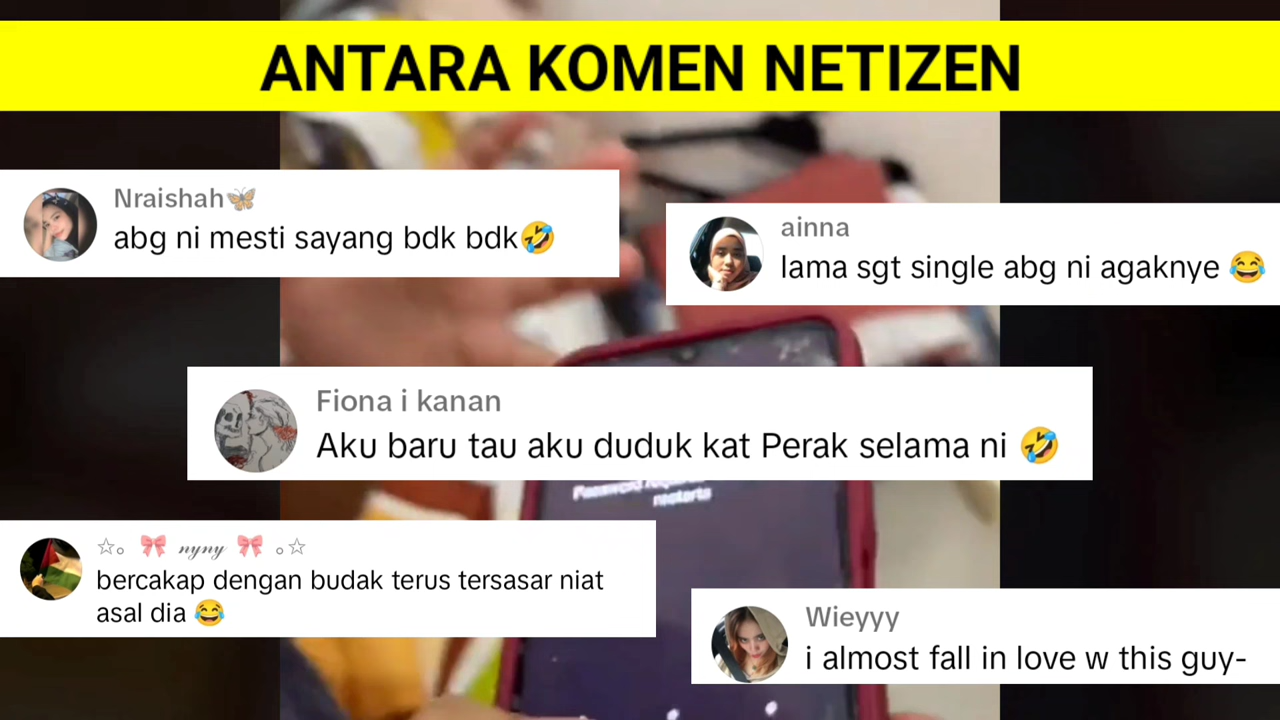 ANTARA KOMEN NETIZEN
Nraishah🦋
abg ni mesti sayang bdk bdk🤣
ainna
lama sgt single abg ni agaknye 😂
Fiona i kanan
Aku baru tau aku duduk kat Perak selama ni 🤣
☆。 🎀 𝓃𝓎𝓃𝓎 🎀 。☆
bercakap dengan budak terus tersasar niat
asal dia 😂
Wieyyy
i almost fall in love w this guy-
Password
restarts